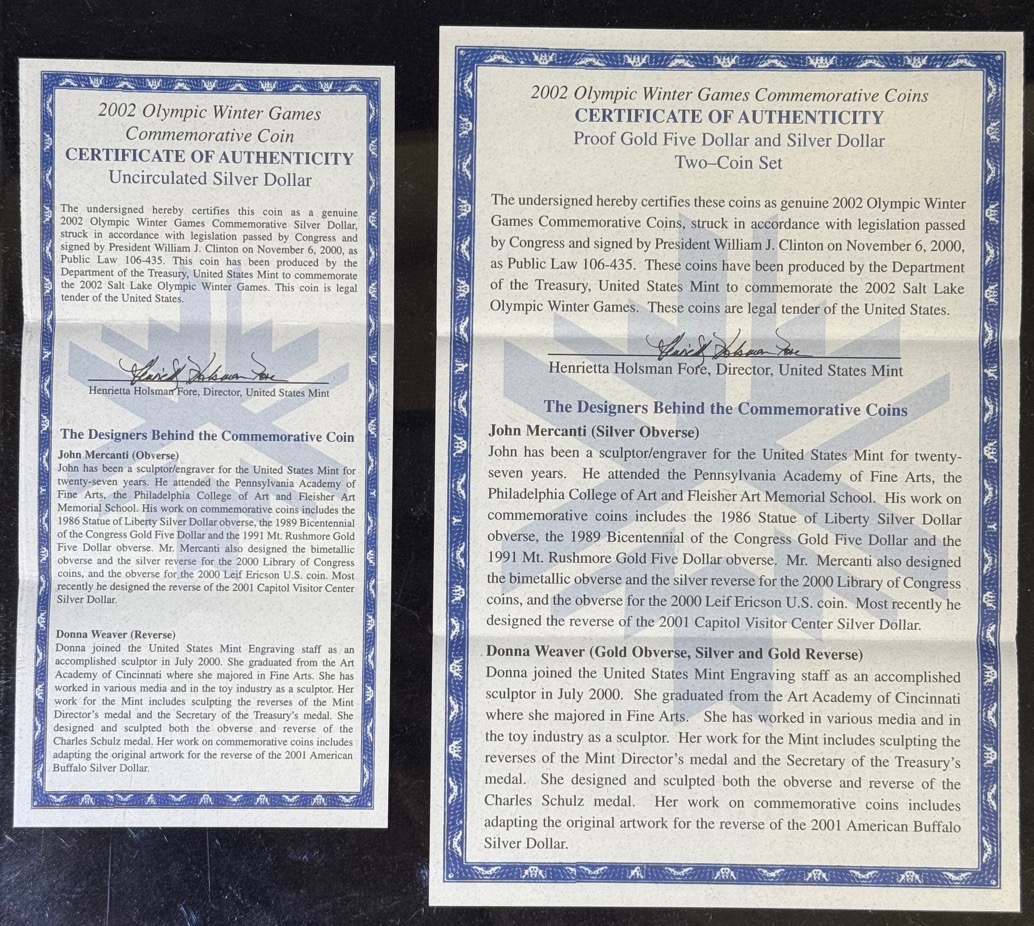 2002 Olympic Winter Games
Commemorative Coin
CERTIFICATE OF AUTHENTICITY
Uncirculated Silver Dollar
The undersigned hereby certifies this coin as a genuine
2002 Olympic Winter Games Commemorative Silver Dollar,
struck in accordance with legislation passed by Congress and
signed by President William J. Clinton on November 6, 2000, as
Public Law 106-435. This coin has been produced by the
Department of the Treasury, United States Mint to commemorate
the 2002 Salt Lake Olympic Winter Games. This coin is legal
tender of the United States.
Henrietta Holsman Fore
Henrietta Holsman Fore, Director, United States Mint
The Designers Behind the Commemorative Coin
John Mercanti (Obverse)
John has been a sculptor/engraver for the United States Mint for
twenty-seven years. He attended the Pennsylvania Academy of
Fine Arts, the Philadelphia College of Art and Fleisher Art
Memorial School. His work on commemorative coins includes the
1986 Statue of Liberty Silver Dollar obverse, the 1989 Bicentennial
of the Congress Gold Five Dollar and the 1991 Mt. Rushmore Gold
Five Dollar obverse. Mr. Mercanti also designed the bimetallic
obverse and the silver reverse for the 2000 Library of Congress
coins, and the obverse for the 2000 Leif Ericson U.S. coin. Most
recently he designed the reverse of the 2001 Capitol Visitor Center
Silver Dollar.
Donna Weaver (Reverse)
Donna joined the United States Mint Engraving staff as an
accomplished sculptor in July 2000. She graduated from the Art
Academy of Cincinnati where she majored in Fine Arts. She has
worked in various media and in the toy industry as a sculptor. Her
work for the Mint includes sculpting the reverses of the Mint
Director's medal and the Secretary of the Treasury's medal. She
designed and sculpted both the obverse and reverse of the
Charles Schulz medal. Her work on commemorative coins includes
adapting the original artwork for the reverse of the 2001 American
Buffalo Silver Dollar.
2002 Olympic Winter Games Commemorative Coins
CERTIFICATE OF AUTHENTICITY
Proof Gold Five Dollar and Silver Dollar
Two–Coin Set
The undersigned hereby certifies these coins as genuine 2002 Olympic Winter
Games Commemorative Coins, struck in accordance with legislation passed
by Congress and signed by President William J. Clinton on November 6, 2000,
as Public Law 106-435. These coins have been produced by the Department
of the Treasury, United States Mint to commemorate the 2002 Salt Lake
Olympic Winter Games. These coins are legal tender of the United States.
Henrietta Holsman Fore
Henrietta Holsman Fore, Director, United States Mint
The Designers Behind the Commemorative Coins
John Mercanti (Silver Obverse)
John has been a sculptor/engraver for the United States Mint for twenty-
seven years. He attended the Pennsylvania Academy of Fine Arts, the
Philadelphia College of Art and Fleisher Art Memorial School. His work on
commemorative coins includes the 1986 Statue of Liberty Silver Dollar
obverse, the 1989 Bicentennial of the Congress Gold Five Dollar and the
1991 Mt. Rushmore Gold Five Dollar obverse. Mr. Mercanti also designed
the bimetallic obverse and the silver reverse for the 2000 Library of Congress
coins, and the obverse for the 2000 Leif Ericson U.S. coin. Most recently he
designed the reverse of the 2001 Capitol Visitor Center Silver Dollar.
Donna Weaver (Gold Obverse, Silver and Gold Reverse)
Donna joined the United States Mint Engraving staff as an accomplished
sculptor in July 2000. She graduated from the Art Academy of Cincinnati
where she majored in Fine Arts. She has worked in various media and in
the toy industry as a sculptor. Her work for the Mint includes sculpting the
reverses of the Mint Director's medal and the Secretary of the Treasury's
medal. She designed and sculpted both the obverse and reverse of the
Charles Schulz medal. Her work on commemorative coins includes
adapting the original artwork for the reverse of the 2001 American Buffalo
Silver Dollar.